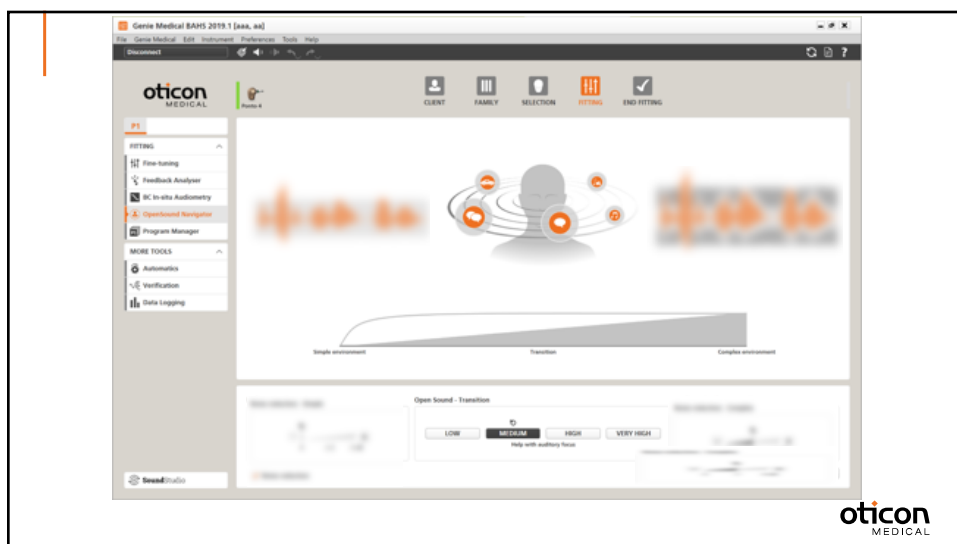 Genie Medical BAHS 2019.1 [aaa, aa]
File Genie Medical Edit Instrument Preferences Tools Help
Disconnect
?
oticon
MEDICAL
Ponto 4
CLIENT FAMILY SELECTION FITTING END FITTING
P1
FITTING
Fine-tuning
Feedback Analyser
BC In-situ Audiometry
OpenSound Navigator
Program Manager
MORE TOOLS
Automatics
Verification
Data Logging
Simple environment Transition Complex environment
Open Sound - Transition
LOW MEDIUM HIGH VERY HIGH
Help with auditory focus
SoundStudio
oticon
MEDICAL